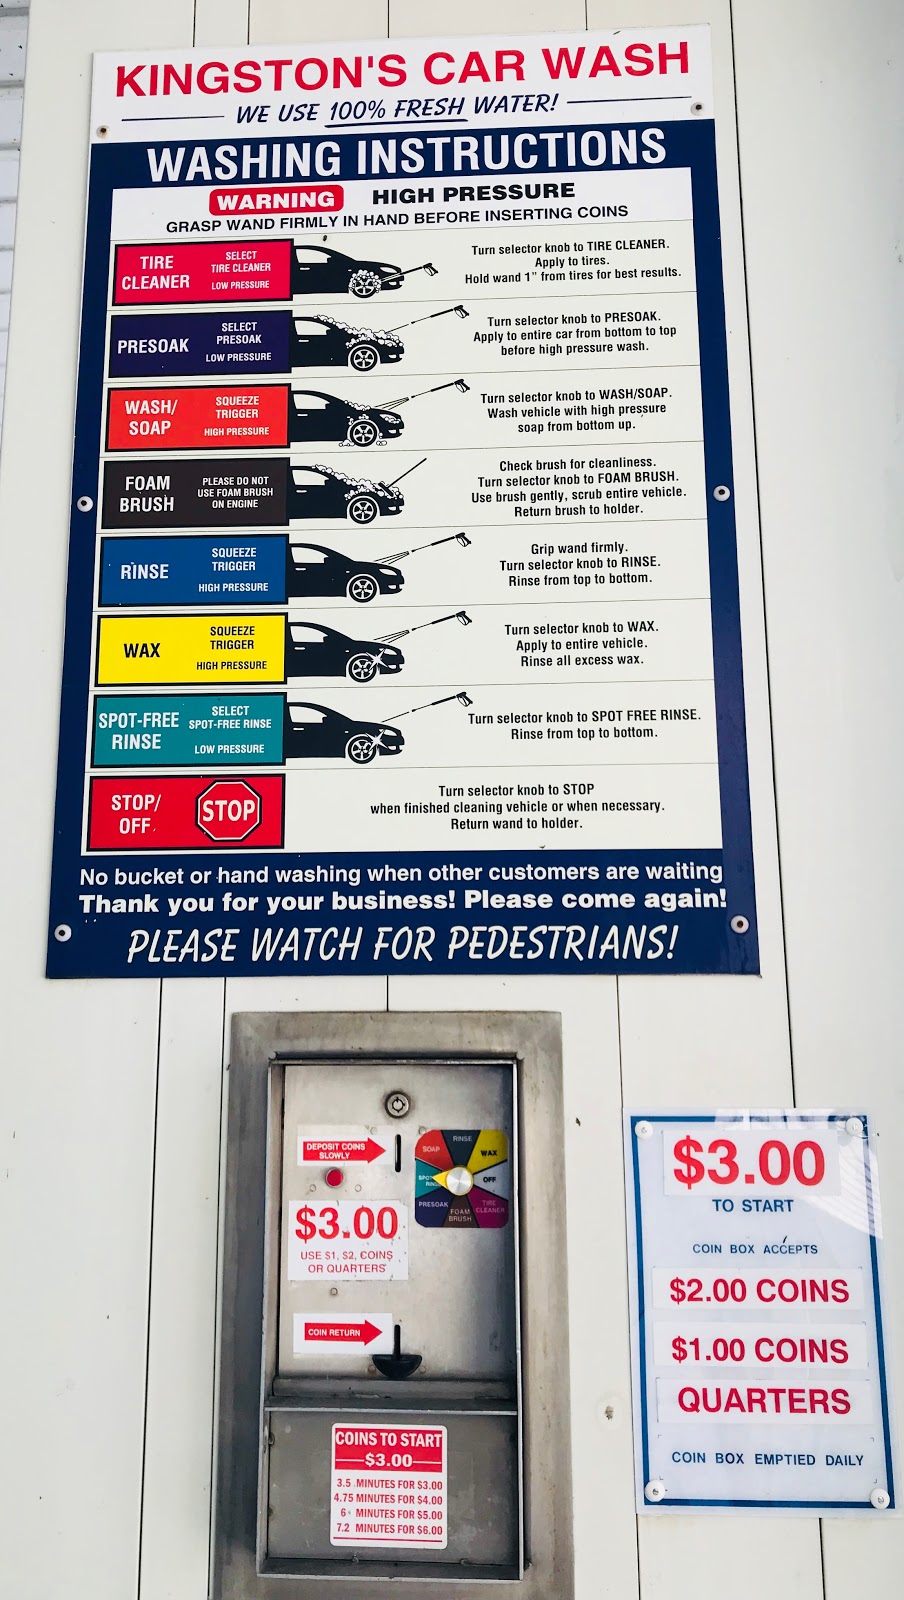 KINGSTON'S CAR WASH
WE USE 100% FRESH WATER!
WASHING INSTRUCTIONS
WARNING HIGH PRESSURE
GRASP WAND FIRMLY IN HAND BEFORE INSERTING COINS
TIRE
CLEANER
SELECT
TIRE CLEANER
LOW PRESSURE
Turn selector knob to TIRE CLEANER.
Apply to tires.
Hold wand 1" from tires for best results.
PRESOAK
SELECT
PRESOAK
LOW PRESSURE
Turn selector knob to PRESOAK.
Apply to entire car from bottom to top
before high pressure wash.
WASH/
SOAP
SQUEEZE
TRIGGER
HIGH PRESSURE
Turn selector knob to WASH/SOAP.
Wash vehicle with high pressure
soap from bottom up.
FOAM
BRUSH
PLEASE DO NOT
USE FOAM BRUSH
ON ENGINE
Check brush for cleanliness.
Turn selector knob to FOAM BRUSH.
Use brush gently, scrub entire vehicle.
Return brush to holder.
RINSE
SQUEEZE
TRIGGER
HIGH PRESSURE
Grip wand firmly.
Turn selector knob to RINSE.
Rinse from top to bottom.
WAX
SQUEEZE
TRIGGER
HIGH PRESSURE
Turn selector knob to WAX.
Apply to entire vehicle.
Rinse all excess wax.
SPOT-FREE
RINSE
SELECT
SPOT-FREE RINSE
LOW PRESSURE
Turn selector knob to SPOT FREE RINSE.
Rinse from top to bottom.
STOP/
OFF
STOP
Turn selector knob to STOP
when finished cleaning vehicle or when necessary.
Return wand to holder.
No bucket or hand washing when other customers are waiting
Thank you for your business! Please come again!
PLEASE WATCH FOR PEDESTRIANS!
DEPOSIT COINS
SLOWLY
SOAP
RINSE
WAX
OFF
TIRE
CLEANER
FOAM
BRUSH
PRESOAK
$3.00
USE $1, $2, COINS
OR QUARTERS
COIN RETURN
COINS TO START
$3.00
3.5 MINUTES FOR $3.00
4.75 MINUTES FOR $4.00
6 MINUTES FOR $5.00
7.2 MINUTES FOR $6.00
$3.00
TO START
COIN BOX ACCEPTS
$2.00 COINS
$1.00 COINS
QUARTERS
COIN BOX EMPTIED DAILY